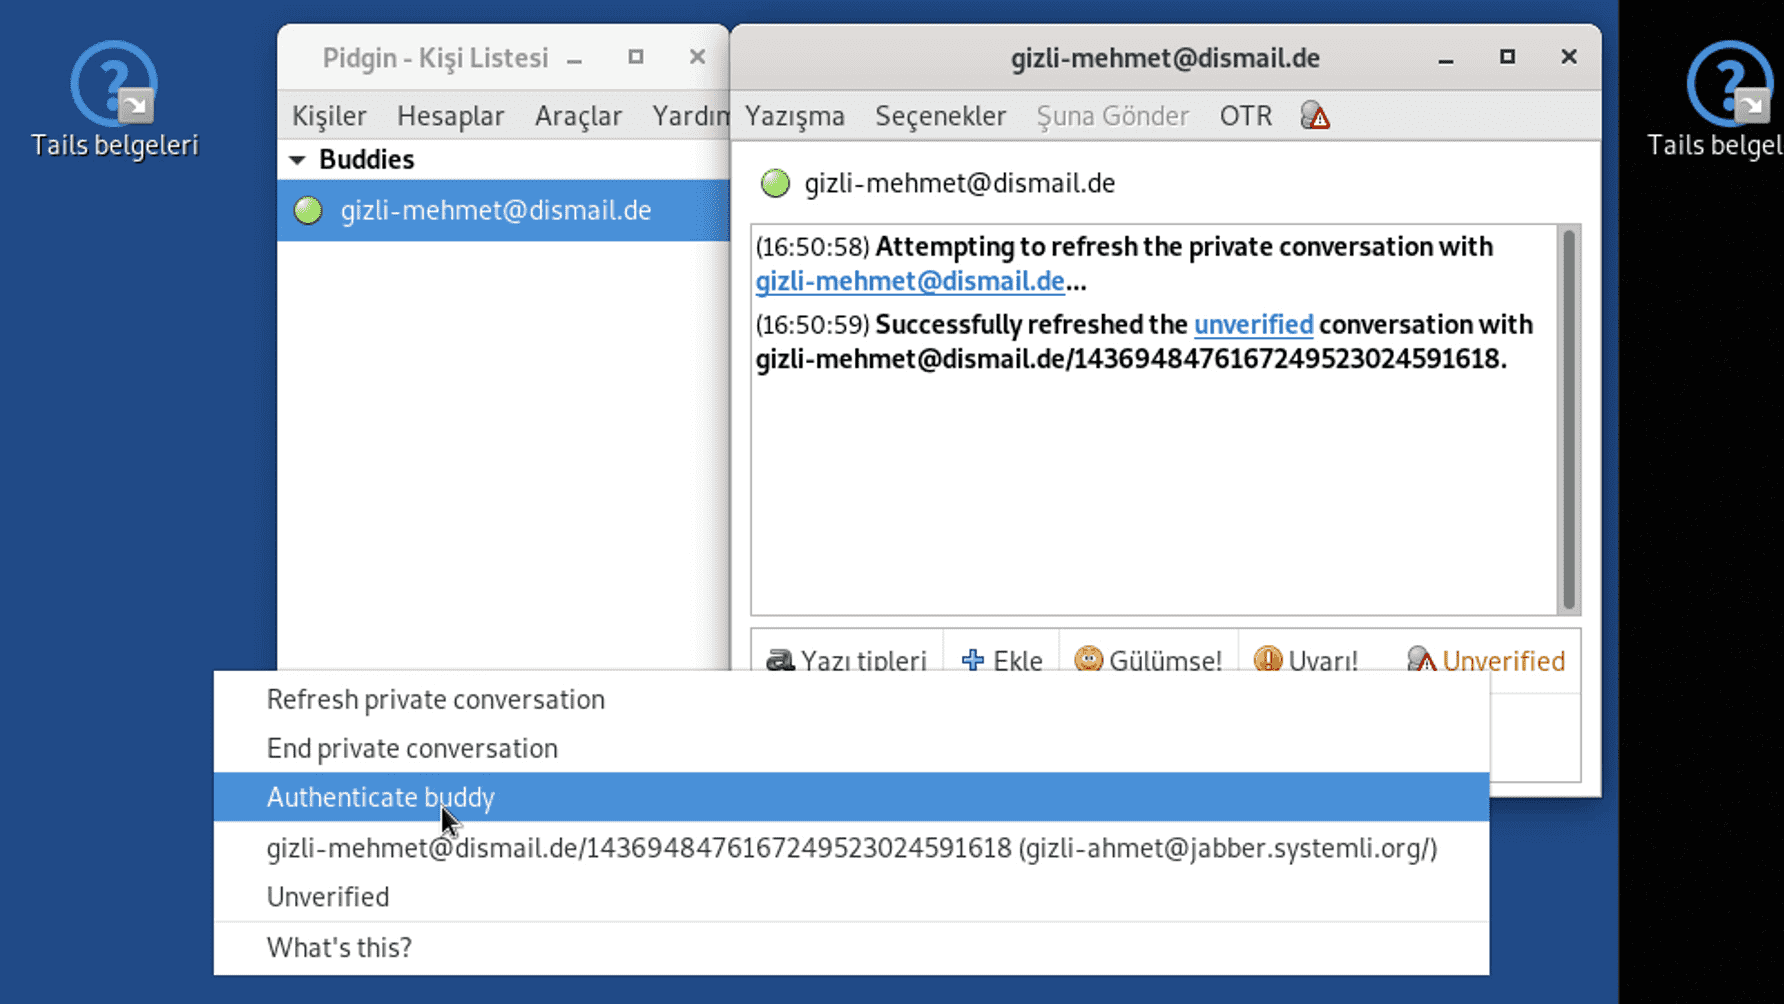 Tails belgeleri
Pidgin - Kişi Listesi
Kişiler Hesaplar Araçlar Yardım
Buddies
gizli-mehmet@dismail.de
gizli-mehmet@dismail.de
Yazışma Seçenekler Şuna Gönder OTR
gizli-mehmet@dismail.de
(16:50:58) Attempting to refresh the private conversation with
gizli-mehmet@dismail.de...
(16:50:59) Successfully refreshed the unverified conversation with
gizli-mehmet@dismail.de/1436948476167249523024591618.
Yazı tipleri Ekle Gülümse! Uyarı! Unverified
Refresh private conversation
End private conversation
Authenticate buddy
gizli-mehmet@dismail.de/1436948476167249523024591618 (gizli-ahmet@jabber.systemli.org/)
Unverified
What's this?
Tails belgel